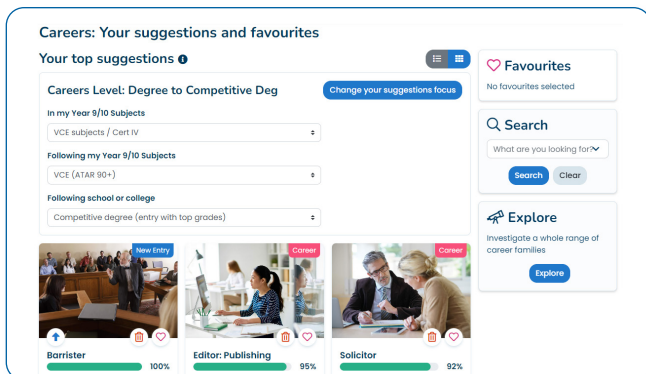 Careers: Your suggestions and favourites
Your top suggestions
Careers Level: Degree to Competitive Deg
Change your suggestions focus
In my Year 9/10 Subjects
VCE subjects / Cert IV
Following my Year 9/10 Subjects
VCE (ATAR 90+)
Following school or college
Competitive degree (entry with top grades)
New Entry
Career
Career
Barrister
100%
Editor: Publishing
95%
Solicitor
92%
Favourites
No favourites selected
Search
What are you looking for?
Search
Clear
Explore
Investigate a whole range of
career families
Explore